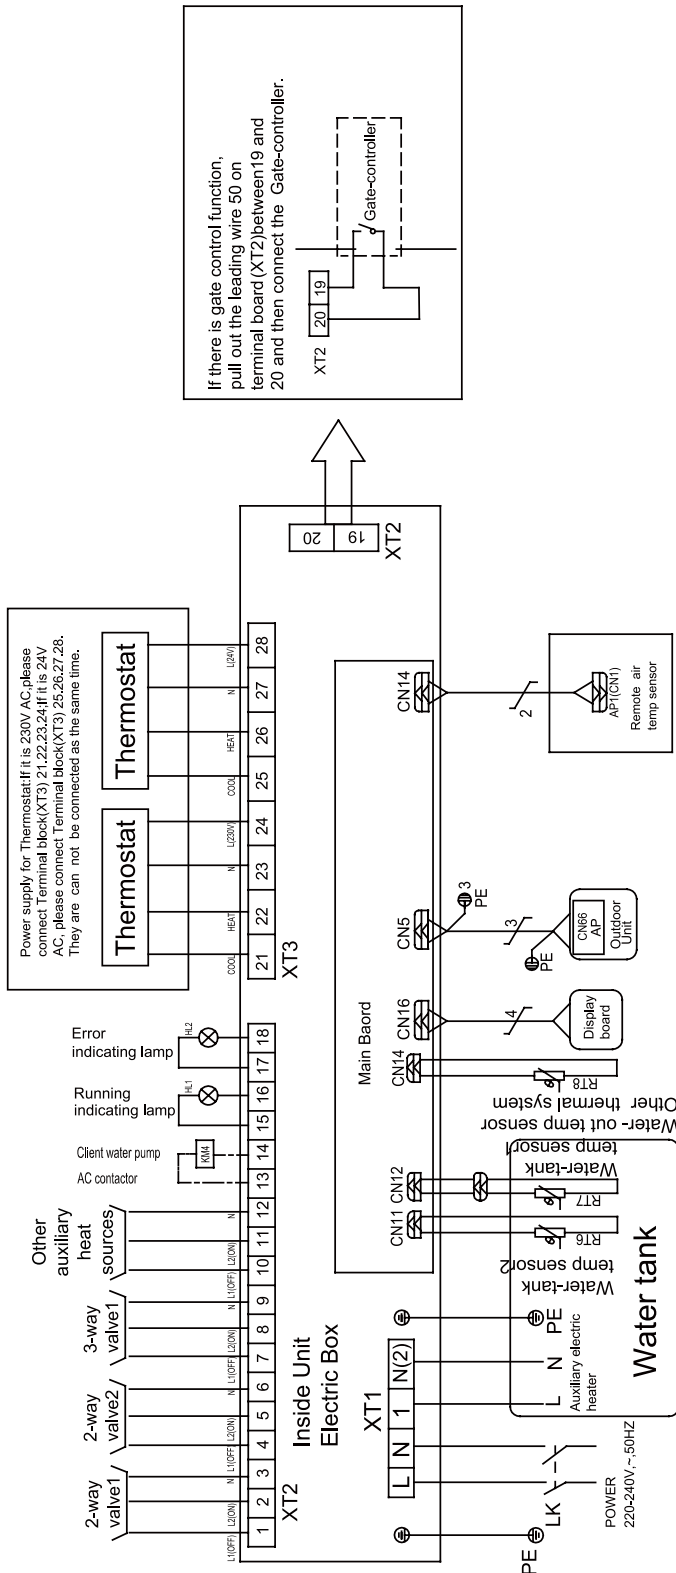 If there is gate control function,
pull out the leading wire 50 on
terminal board (XT2)between19 and
20 and then connect the Gate-controller.
XT2
20 19
Gate-controller
Power supply for Thermostat:If it is 230V AC,please
connect Terminal block(XT3) 21.22.23.24;If it is 24V
AC, please connect Terminal block(XT3) 25.26.27.28.
They are can not be connected as the same time.
Thermostat
Thermostat
Error
indicating lamp
HL2
Running
indicating lamp
HL1
Client water pump
AC contactor
KM4
Other
auxiliary
heat
sources
3-way
valve1
2-way
valve2
2-way
valve1
L1(OFF) L2(ON) N L1(OFF) L2(ON) N L1(OFF) L2(ON) N L1(OFF) L2(ON) N
COOL HEAT N L(230V) COOL HEAT N L(24V)
1 2 3 4 5 6 7 8 9 10 11 12 13 14 15 16 17 18
21 22 23 24 25 26 27 28
XT2
XT3
20 19
XT2
Inside Unit
Electric Box
Main Baord
XT1
L N 1 N(2)
CN11 CN12 CN14 CN16 CN5 CN14
3
PE
PE
LK
POWER
220-240V,~,50HZ
L N PE
Auxiliary electric
heater
Water tank
RT6
Water-tank
temp sensor2
RT7
Water-tank
temp sensor1
RT8
Water- out temp sensor
Other thermal system
4
Display
board
3
PE
CN66
AP
Outdoor
Unit
2
AP1(CN1)
Remote air
temp sensor